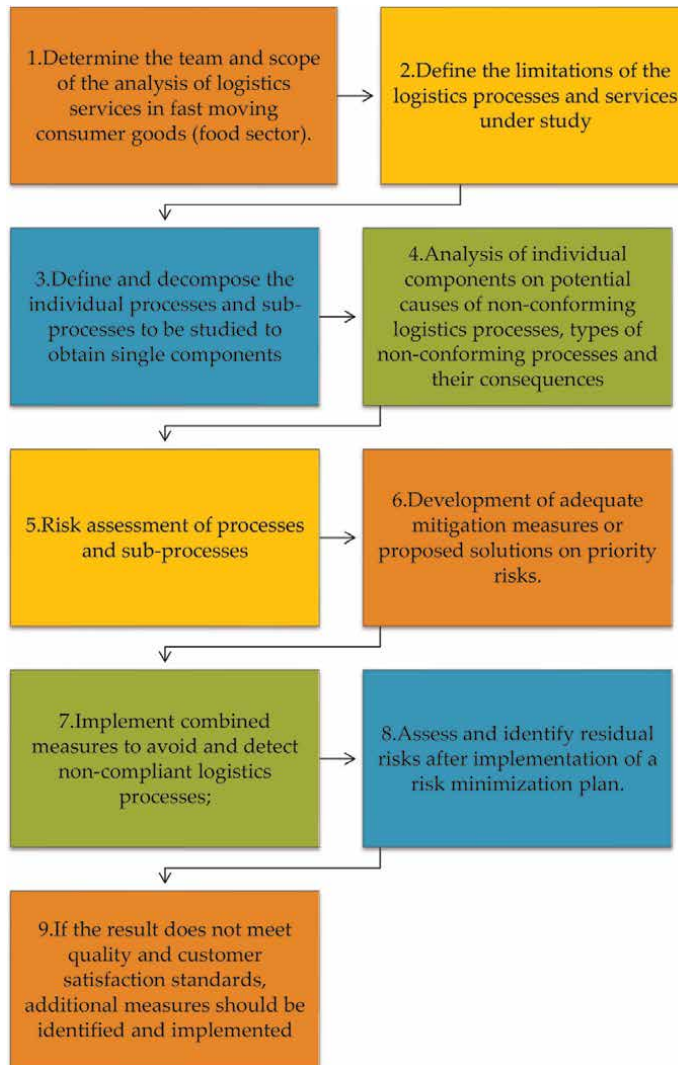 1.Determine the team and scope
of the analysis of logistics
services in fast moving
consumer goods (food sector).
2.Define the limitations of the
logistics processes and services
under study
3.Define and decompose the
individual processes and sub-
processes to be studied to
obtain single components
4.Analysis of individual
components on potential
causes of non-conforming
logistics processes, types of
non-conforming processes and
their consequences
5.Risk assessment of processes
and sub-processes
6.Development of adequate
mitigation measures or
proposed solutions on priority
risks.
7.Implement combined
measures to avoid and detect
non-compliant logistics
processes;
8.Assess and identify residual
risks after implementation of a
risk minimization plan.
9.If the result does not meet
quality and customer
satisfaction standards,
additional measures should be
identified and implemented